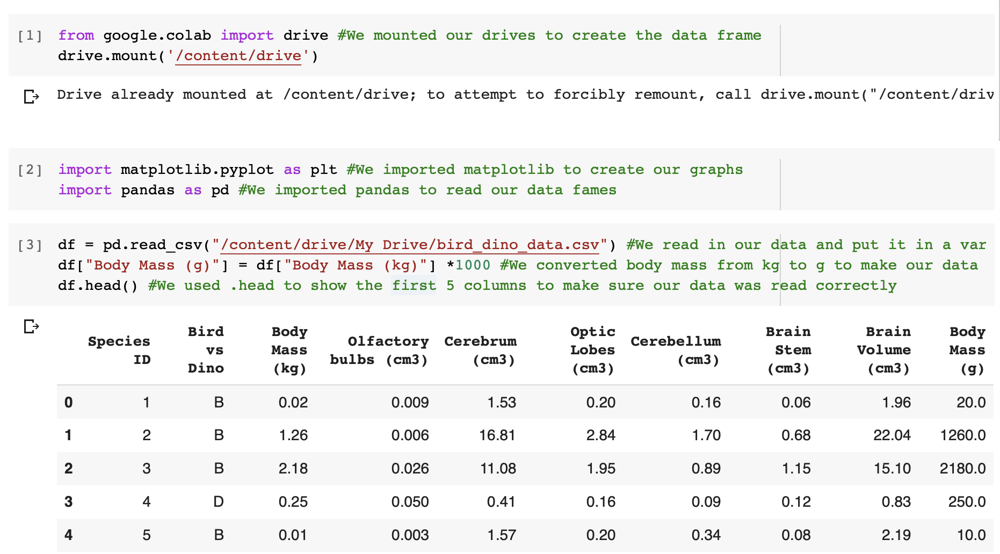 [1] from google.colab import drive #We mounted our drives to create the data frame
drive.mount('/content/drive')
Drive already mounted at /content/drive; to attempt to forcibly remount, call drive.mount("/content/driv
[2] import matplotlib.pyplot as plt #We imported matplotlib to create our graphs
import pandas as pd #We imported pandas to read our data fames
[3] df = pd.read_csv("/content/drive/My Drive/bird_dino_data.csv") #We read in our data and put it in a var
df["Body Mass (g)"] = df["Body Mass (kg)"] *1000 #We converted body mass from kg to g to make our data
df.head() #We used .head to show the first 5 columns to make sure our data was read correctly
Species ID Bird vs Dino Body Mass (kg) Olfactory bulbs (cm3) Cerebrum (cm3) Optic Lobes (cm3) Cerebellum (cm3) Brain Stem (cm3) Brain Volume (cm3) Body Mass (g)
0 1 B 0.02 0.009 1.53 0.20 0.16 0.06 1.96 20.0
1 2 B 1.26 0.006 16.81 2.84 1.70 0.68 22.04 1260.0
2 3 B 2.18 0.026 11.08 1.95 0.89 1.15 15.10 2180.0
3 4 D 0.25 0.050 0.41 0.16 0.09 0.12 0.83 250.0
4 5 B 0.01 0.003 1.57 0.20 0.34 0.08 2.19 10.0